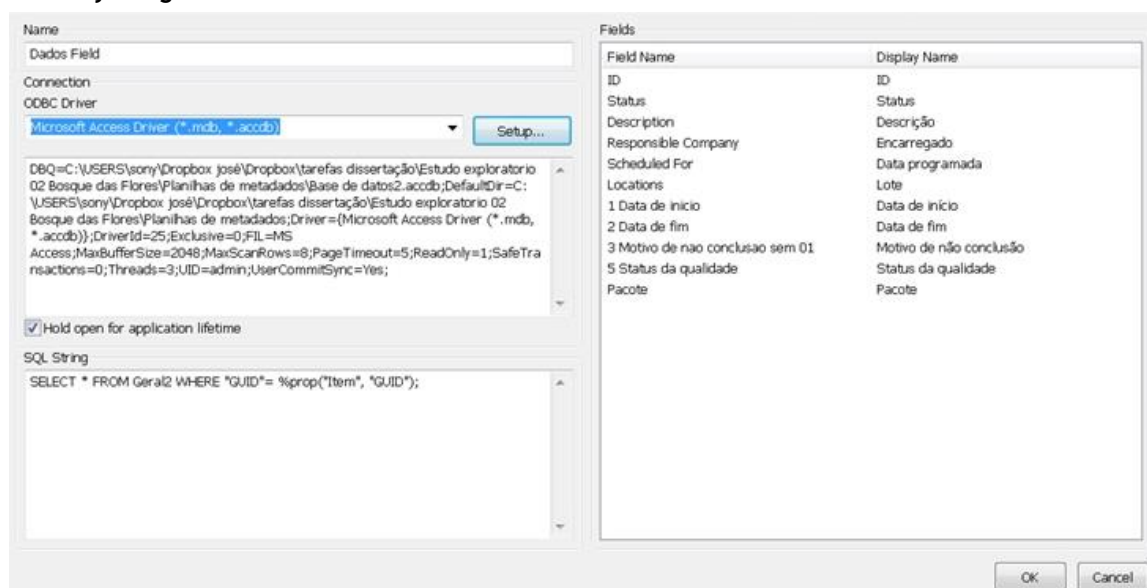 Name
Dados Field
Connection
ODBC Driver
Microsoft Access Driver (*.mdb, *.accdb)
Setup...
DBQ=C:\USERS\sony\Dropbox josé\Dropbox\tarefas dissertação\Estudo exploratorio
02 Bosque das Flores\Planilhas de metadados\Base de datos2.accdb;DefaultDir=C:
\USERS\sony\Dropbox josé\Dropbox\tarefas dissertação\Estudo exploratorio 02
Bosque das Flores\Planilhas de metadados;Driver={Microsoft Access Driver (*.mdb,
*.accdb)};DriverId=25;Exclusive=0;FIL=MS
Access;MaxBufferSize=2048;MaxScanRows=8;PageTimeout=5;ReadOnly=1;SafeTra
nsactions=0;Threads=3;UID=admin;UserCommitSync=Yes;
Hold open for application lifetime
SQL String
SELECT * FROM Geral2 WHERE "GUID"= %prop("Item", "GUID");
Fields
Field Name Display Name
ID ID
Status Status
Description Descrição
Responsible Company Encarregado
Scheduled For Data programada
Locations Lote
1 Data de inicio Data de início
2 Data de fim Data de fim
3 Motivo de nao conclusao sem 01 Motivo de não conclusão
5 Status da qualidade Status da qualidade
Pacote Pacote
OK Cancel